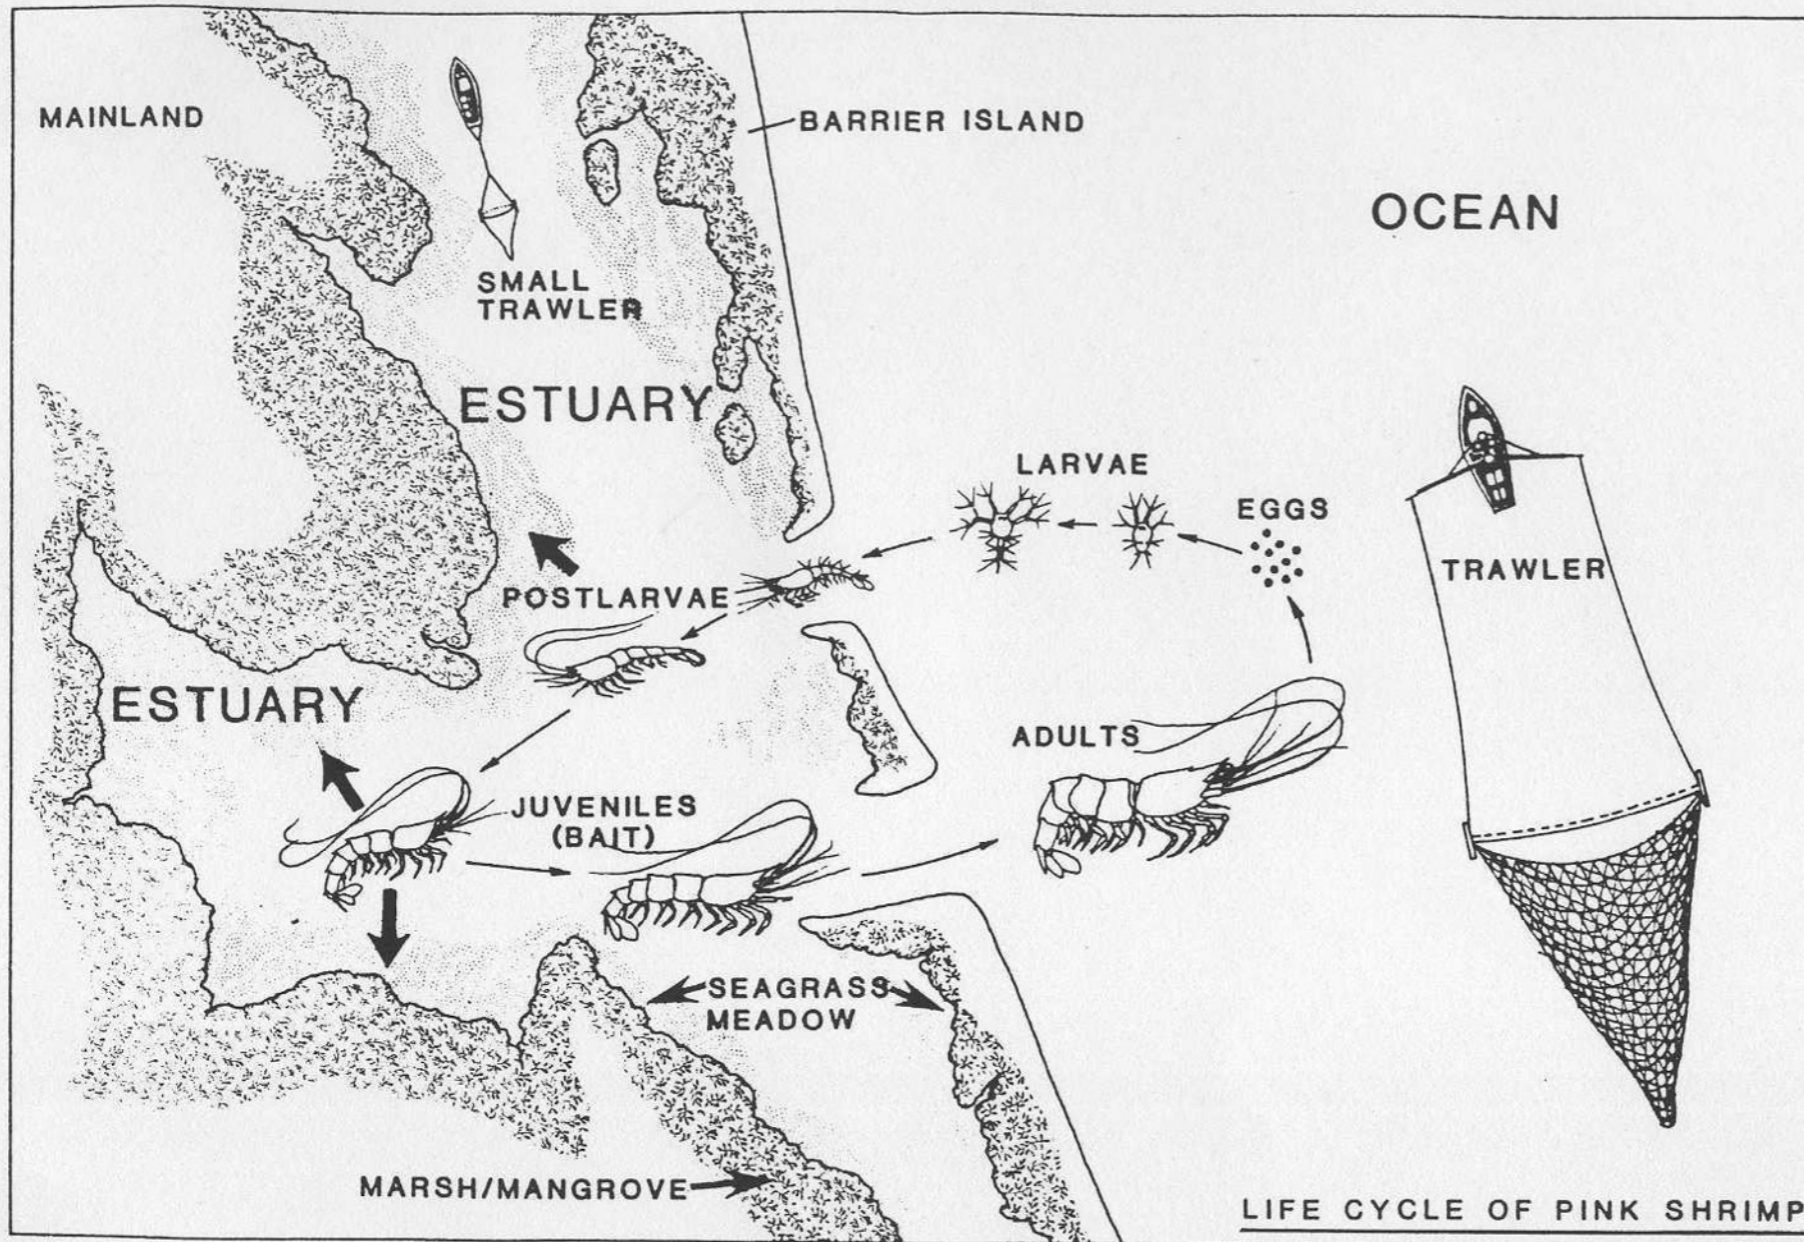 MAINLAND
BARRIER ISLAND
OCEAN
SMALL
TRAWLER
ESTUARY
LARVAE
EGGS
TRAWLER
POSTLARVAE
ESTUARY
ADULTS
JUVENILES
(BAIT)
SEAGRASS
MEADOW
MARSH/MANGROVE
LIFE CYCLE OF PINK SHRIMP